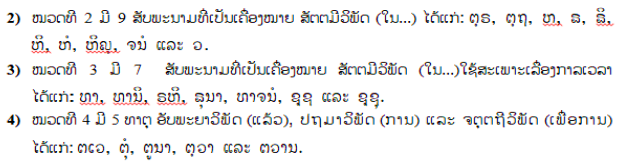 2) ໝວດທີ 2 ມີ 9 ສັບພະນາມທີ່ເປັນເຄື່ອງໝາຍ ສັຕຕມີວິພັດ (ໃນ...) ໄດ້ແກ່: ຕຸຣ, ຕຸຖ, ຫ, ຘ, ຘິ,
ຫິ, ຫໍ, ຫິຎຸ, ຈນໍ ແລະ ວ.
3) ໝວດທີ 3 ມີ 7 ສັບພະນາມທີ່ເປັນເຄື່ອງໝາຍ ສັຕຕມີວິພັດ (ໃນ...)ໃຊ້ສະເພາະເລື່ອງກາລເວລາ
ໄດ້ແກ່: ທາ, ທານິ, ຣຫິ, ຘຸນາ, ທາຈນໍ, ຊຸຊ ແລະ ຊຸຊຸ.
4) ໝວດທີ 4 ມີ 5 ທາຕຸ ອັບພະຍາວິພັດ (ແລ້ວ), ປຖມາວິພັດ (ການ) ແລະ ຈຕຸຕຖີວິພັດ (ເພື່ອການ)
ໄດ້ແກ່: ຕເວ, ຕຸໍ, ຕູນາ, ຕຸວາ ແລະ ຕວານ.